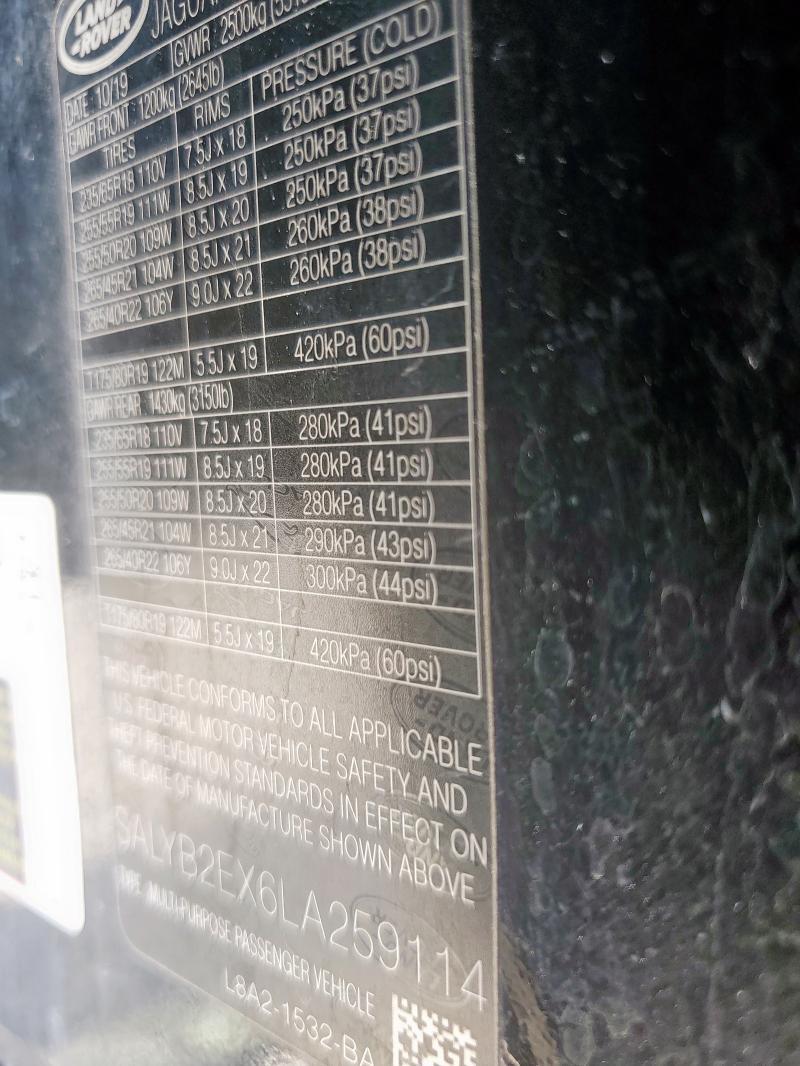 LAND-
-ROVER
JAGUA
DATE: 10/19 GVWR: 2500kg
GAWR FRONT: 1200kg (2645lb)
TIRES RIMS PRESSURE (COLD)
235/65R18 110V 7.5J x 18 250kPa (37psi)
255/55R19 111W 8.5J x 19 250kPa (37psi)
255/50R20 109W 8.5J x 20 250kPa (37psi)
265/45R21 104W 8.5J x 21 260kPa (38psi)
265/40R22 106Y 9.0J x 22 260kPa (38psi)
T175/80R19 122M 5.5J x 19 420kPa (60psi)
GAWR REAR: 1430kg (3150lb)
235/65R18 110V 7.5J x 18 280kPa (41psi)
255/55R19 111W 8.5J x 19 280kPa (41psi)
255/50R20 109W 8.5J x 20 280kPa (41psi)
265/45R21 104W 8.5J x 21 290kPa (43psi)
265/40R22 106Y 9.0J x 22 300kPa (44psi)
T175/80R19 122M 5.5J x 19 420kPa (60psi)
THIS VEHICLE CONFORMS TO ALL APPLICABLE
U.S. FEDERAL MOTOR VEHICLE SAFETY AND
THEFT PREVENTION STANDARDS IN EFFECT ON
THE DATE OF MANUFACTURE SHOWN ABOVE
SALYB2EX6LA259114
TYPE: MULTI-PURPOSE PASSENGER VEHICLE
L8A2-1532-BA